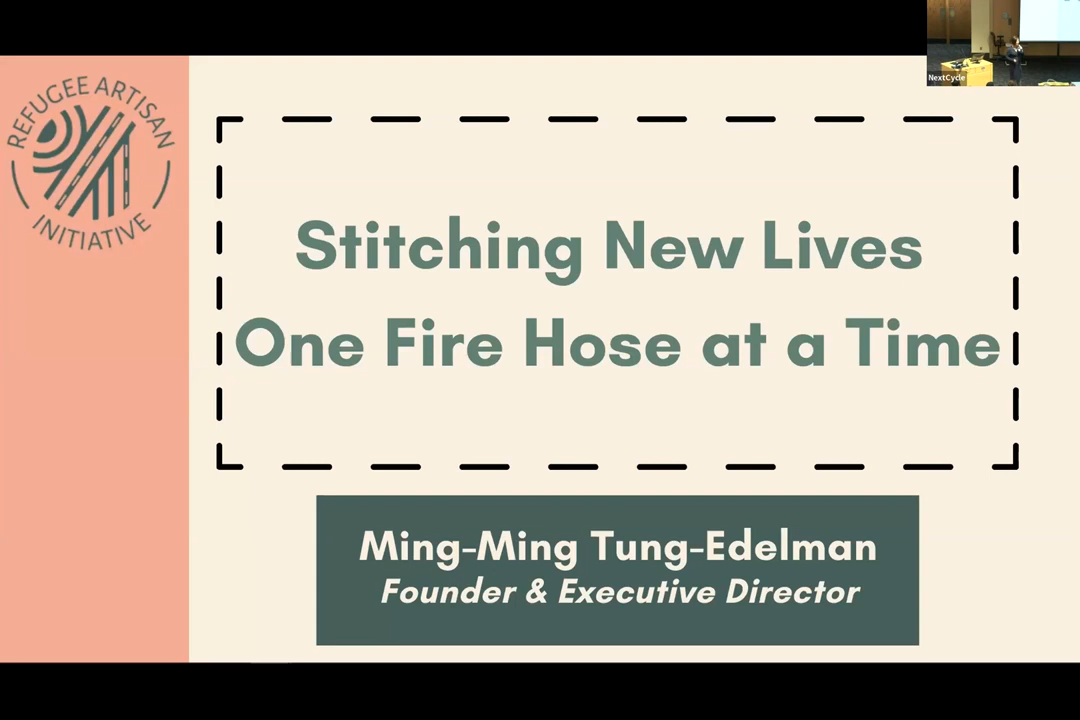 REFUGEE ARTISAN
INITIATIVE
NextCycle
Stitching New Lives
One Fire Hose at a Time
Ming-Ming Tung-Edelman
Founder & Executive Director